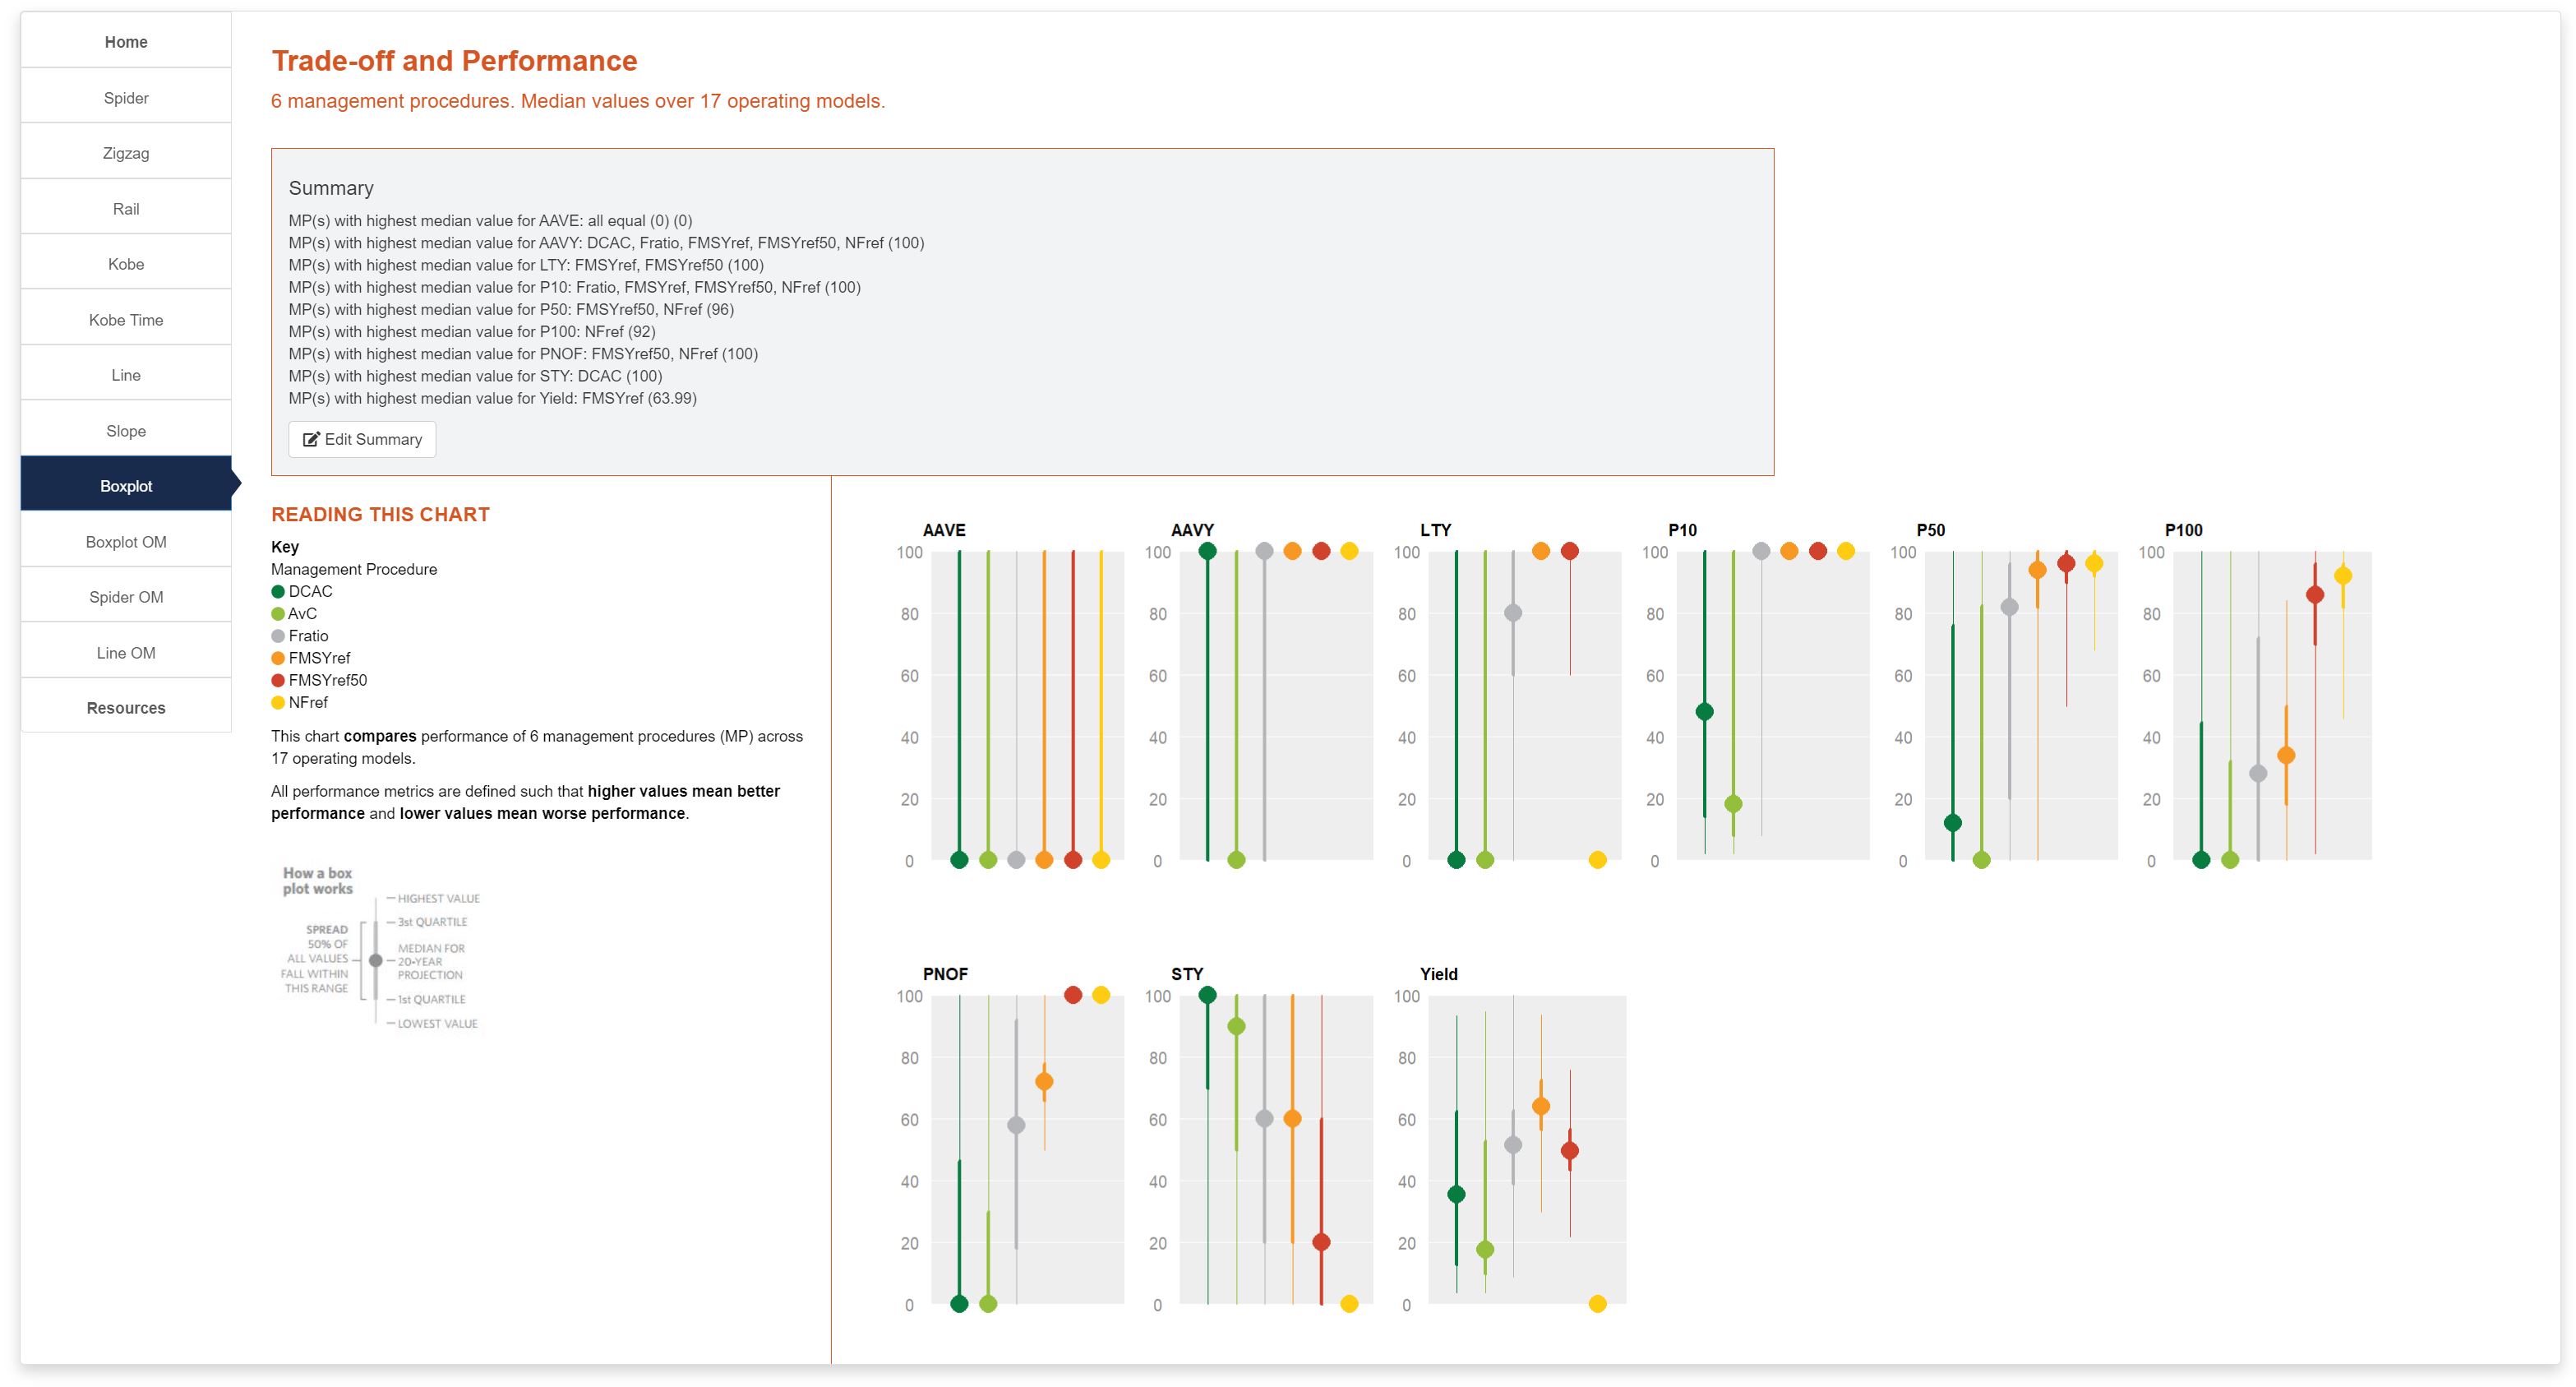 Home
Spider
Zigzag
Rail
Kobe
Kobe Time
Line
Slope
Boxplot
Boxplot OM
Spider OM
Line OM
Resources
Trade-off and Performance
6 management procedures. Median values over 17 operating models.
Summary
MP(s) with highest median value for AAVE: all equal (0) (0)
MP(s) with highest median value for AAVY: DCAC, Fratio, FMSYref, FMSYref50, NFref (100)
MP(s) with highest median value for LTY: FMSYref, FMSYref50 (100)
MP(s) with highest median value for P10: Fratio, FMSYref, FMSYref50, NFref (100)
MP(s) with highest median value for P50: FMSYref50, NFref (96)
MP(s) with highest median value for P100: NFref (92)
MP(s) with highest median value for PNOF: FMSYref50, NFref (100)
MP(s) with highest median value for STY: DCAC (100)
MP(s) with highest median value for Yield: FMSYref (63.99)
Edit Summary
READING THIS CHART
Key
Management Procedure
DCAC
AvC
Fratio
FMSYref
FMSYref50
NFref
This chart compares performance of 6 management procedures (MP) across
17 operating models.
All performance metrics are defined such that higher values mean better
performance and lower values mean worse performance.
How a box
plot works
HIGHEST VALUE
3st QUARTILE
SPREAD
50% OF
ALL VALUES
FALL WITHIN
THIS RANGE
MEDIAN FOR
20-YEAR
PROJECTION
1st QUARTILE
LOWEST VALUE
AAVE
100
80
60
40
20
0
AAVY
100
80
60
40
20
0
LTY
100
80
60
40
20
0
P10
100
80
60
40
20
0
P50
100
80
60
40
20
0
P100
100
80
60
40
20
0
PNOF
100
80
60
40
20
0
STY
100
80
60
40
20
0
Yield
100
80
60
40
20
0